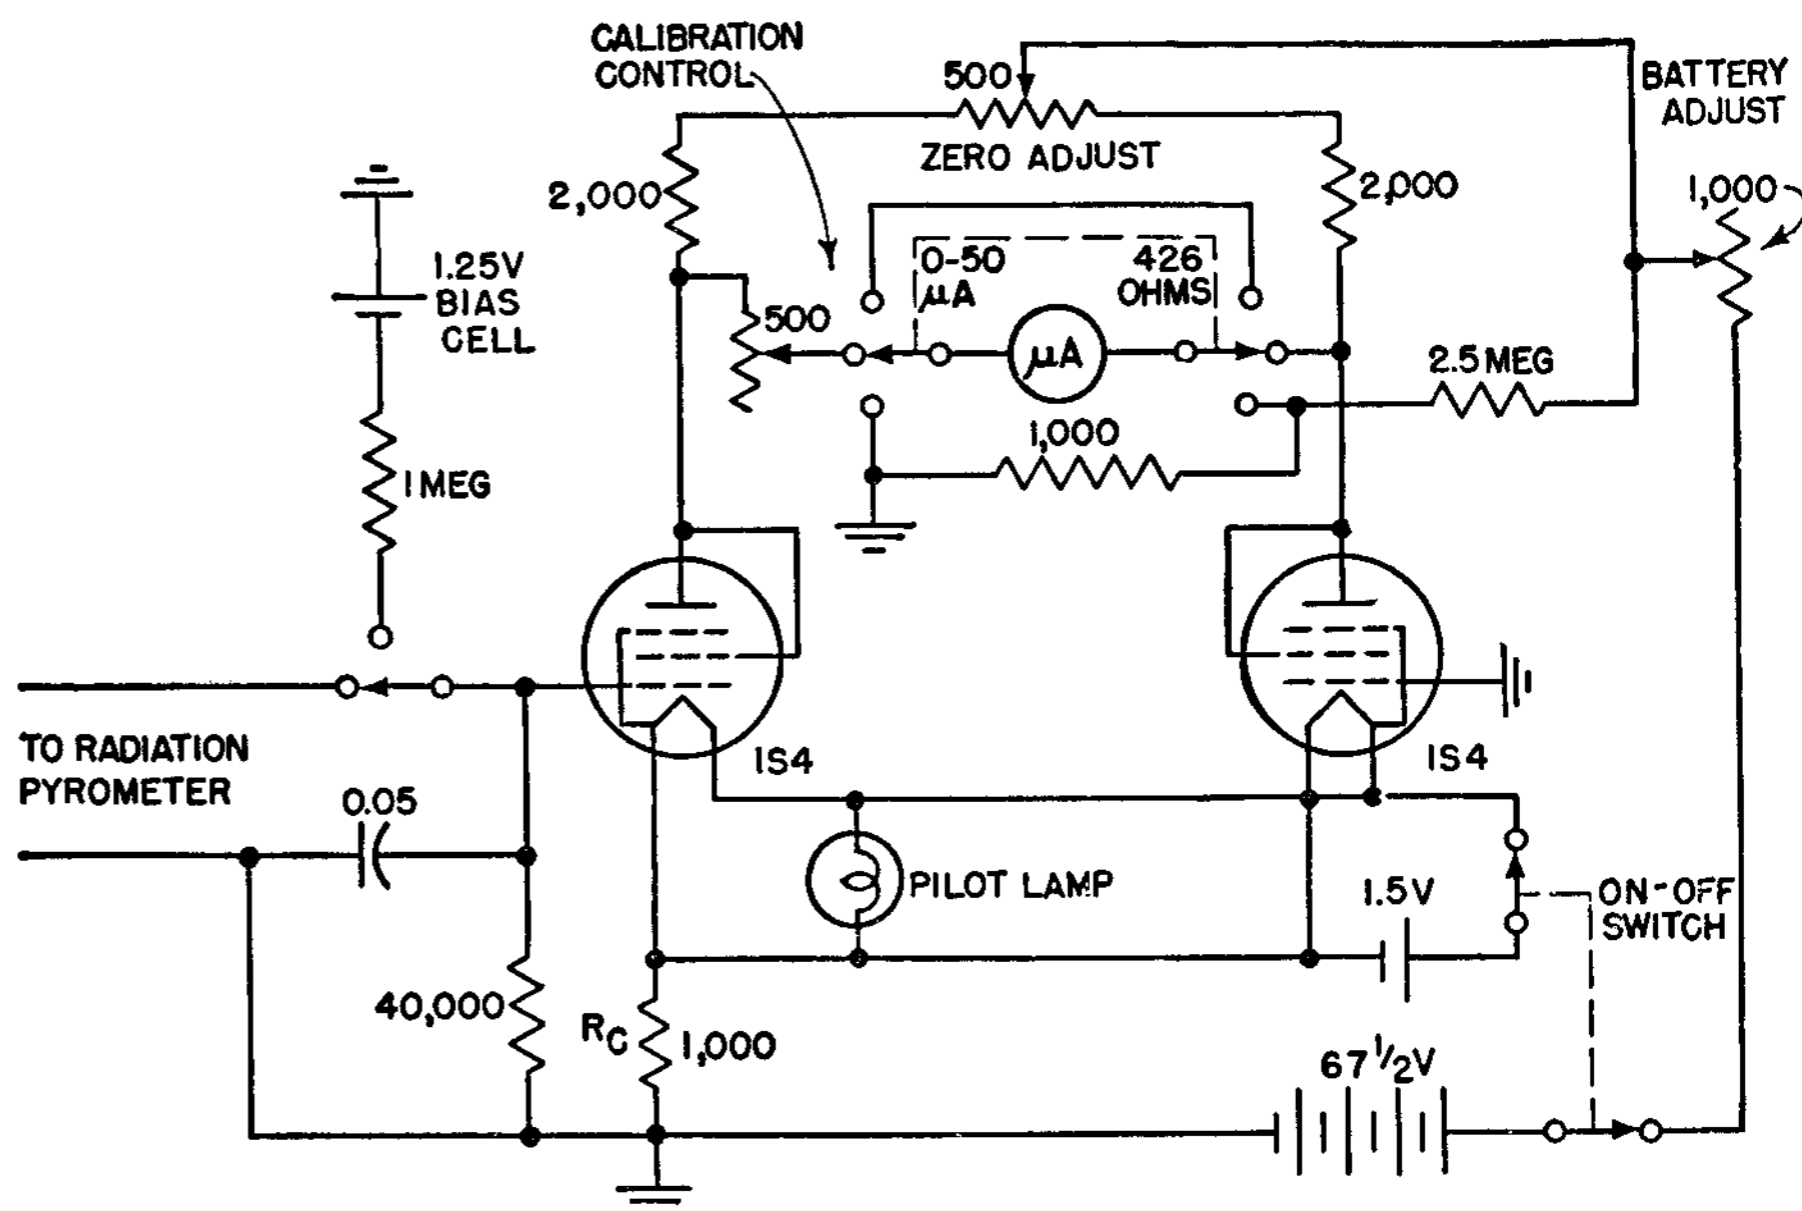 CALIBRATION
CONTROL
500
ZERO ADJUST
BATTERY
ADJUST
1,000
2,000
2,000
1.25V
BIAS
CELL
0-50
μA
426
OHMS
500
μA
2.5 MEG
1,000
1 MEG
TO RADIATION
PYROMETER
1S4
1S4
0.05
PILOT LAMP
1.5V
ON-OFF
SWITCH
40,000
RC
1,000
67 1/2V